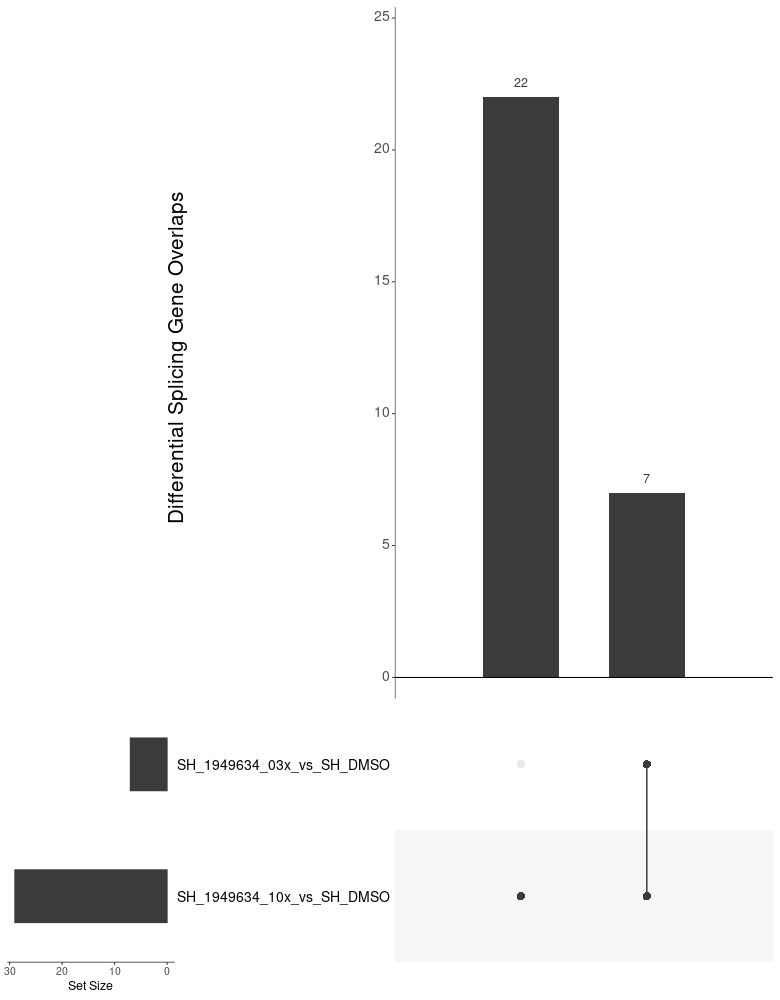 25
22
20
Differential Splicing Gene Overlaps
15
10
7
5
0
SH_1949634_03x_vs_SH_DMSO
SH_1949634_10x_vs_SH_DMSO
30 20 10 0
Set Size